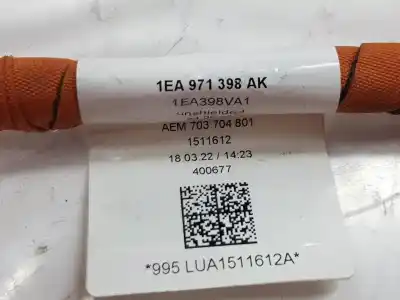 1EA 971 398 AK
1EA398VA1
unshielded
AEM 703 704 801
1511612
18.03.22 / 14:23
400677
*995 LUA1511612A*